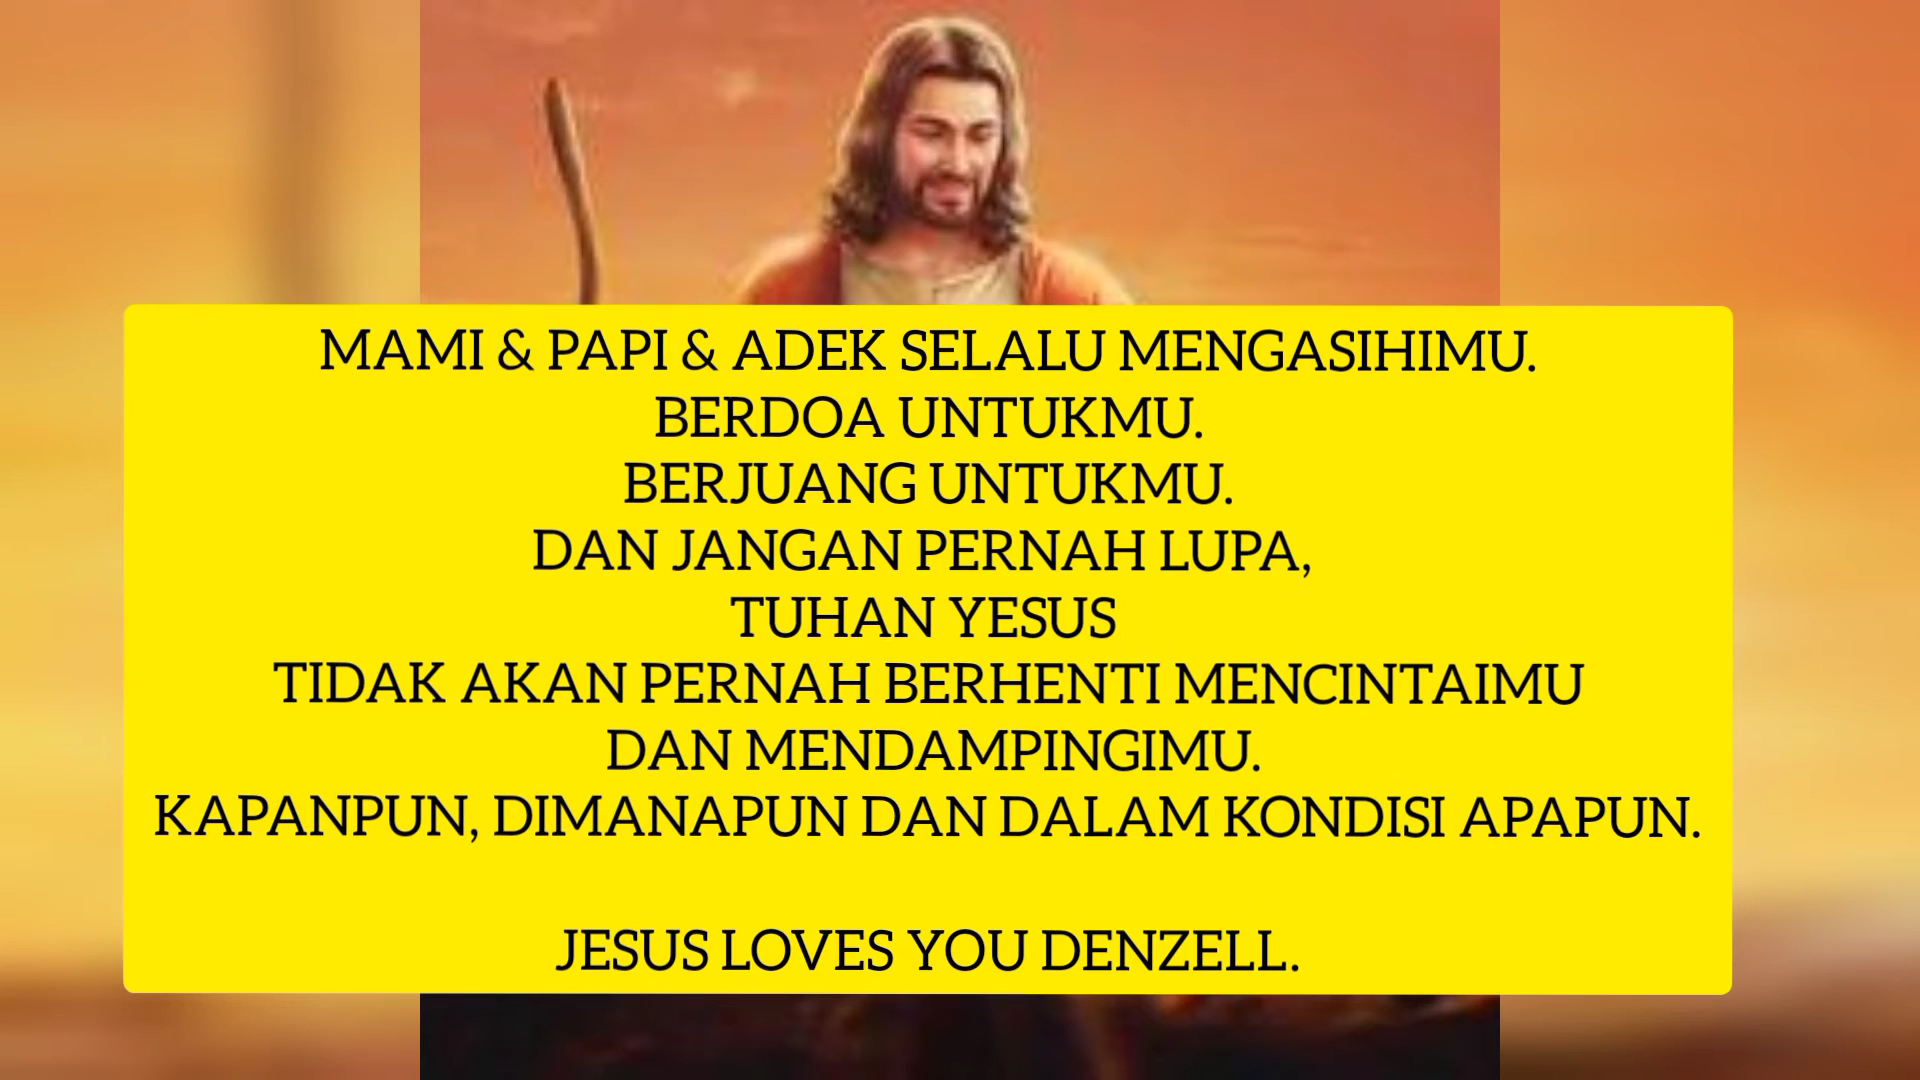 MAMI & PAPI & ADEK SELALU MENGASIHIMU.
BERDOA UNTUKMU.
BERJUANG UNTUKMU.
DAN JANGAN PERNAH LUPA,
TUHAN YESUS
TIDAK AKAN PERNAH BERHENTI MENCINTAIMU
DAN MENDAMPINGIMU.
KAPANPUN, DIMANAPUN DAN DALAM KONDISI APAPUN.
JESUS LOVES YOU DENZELL.